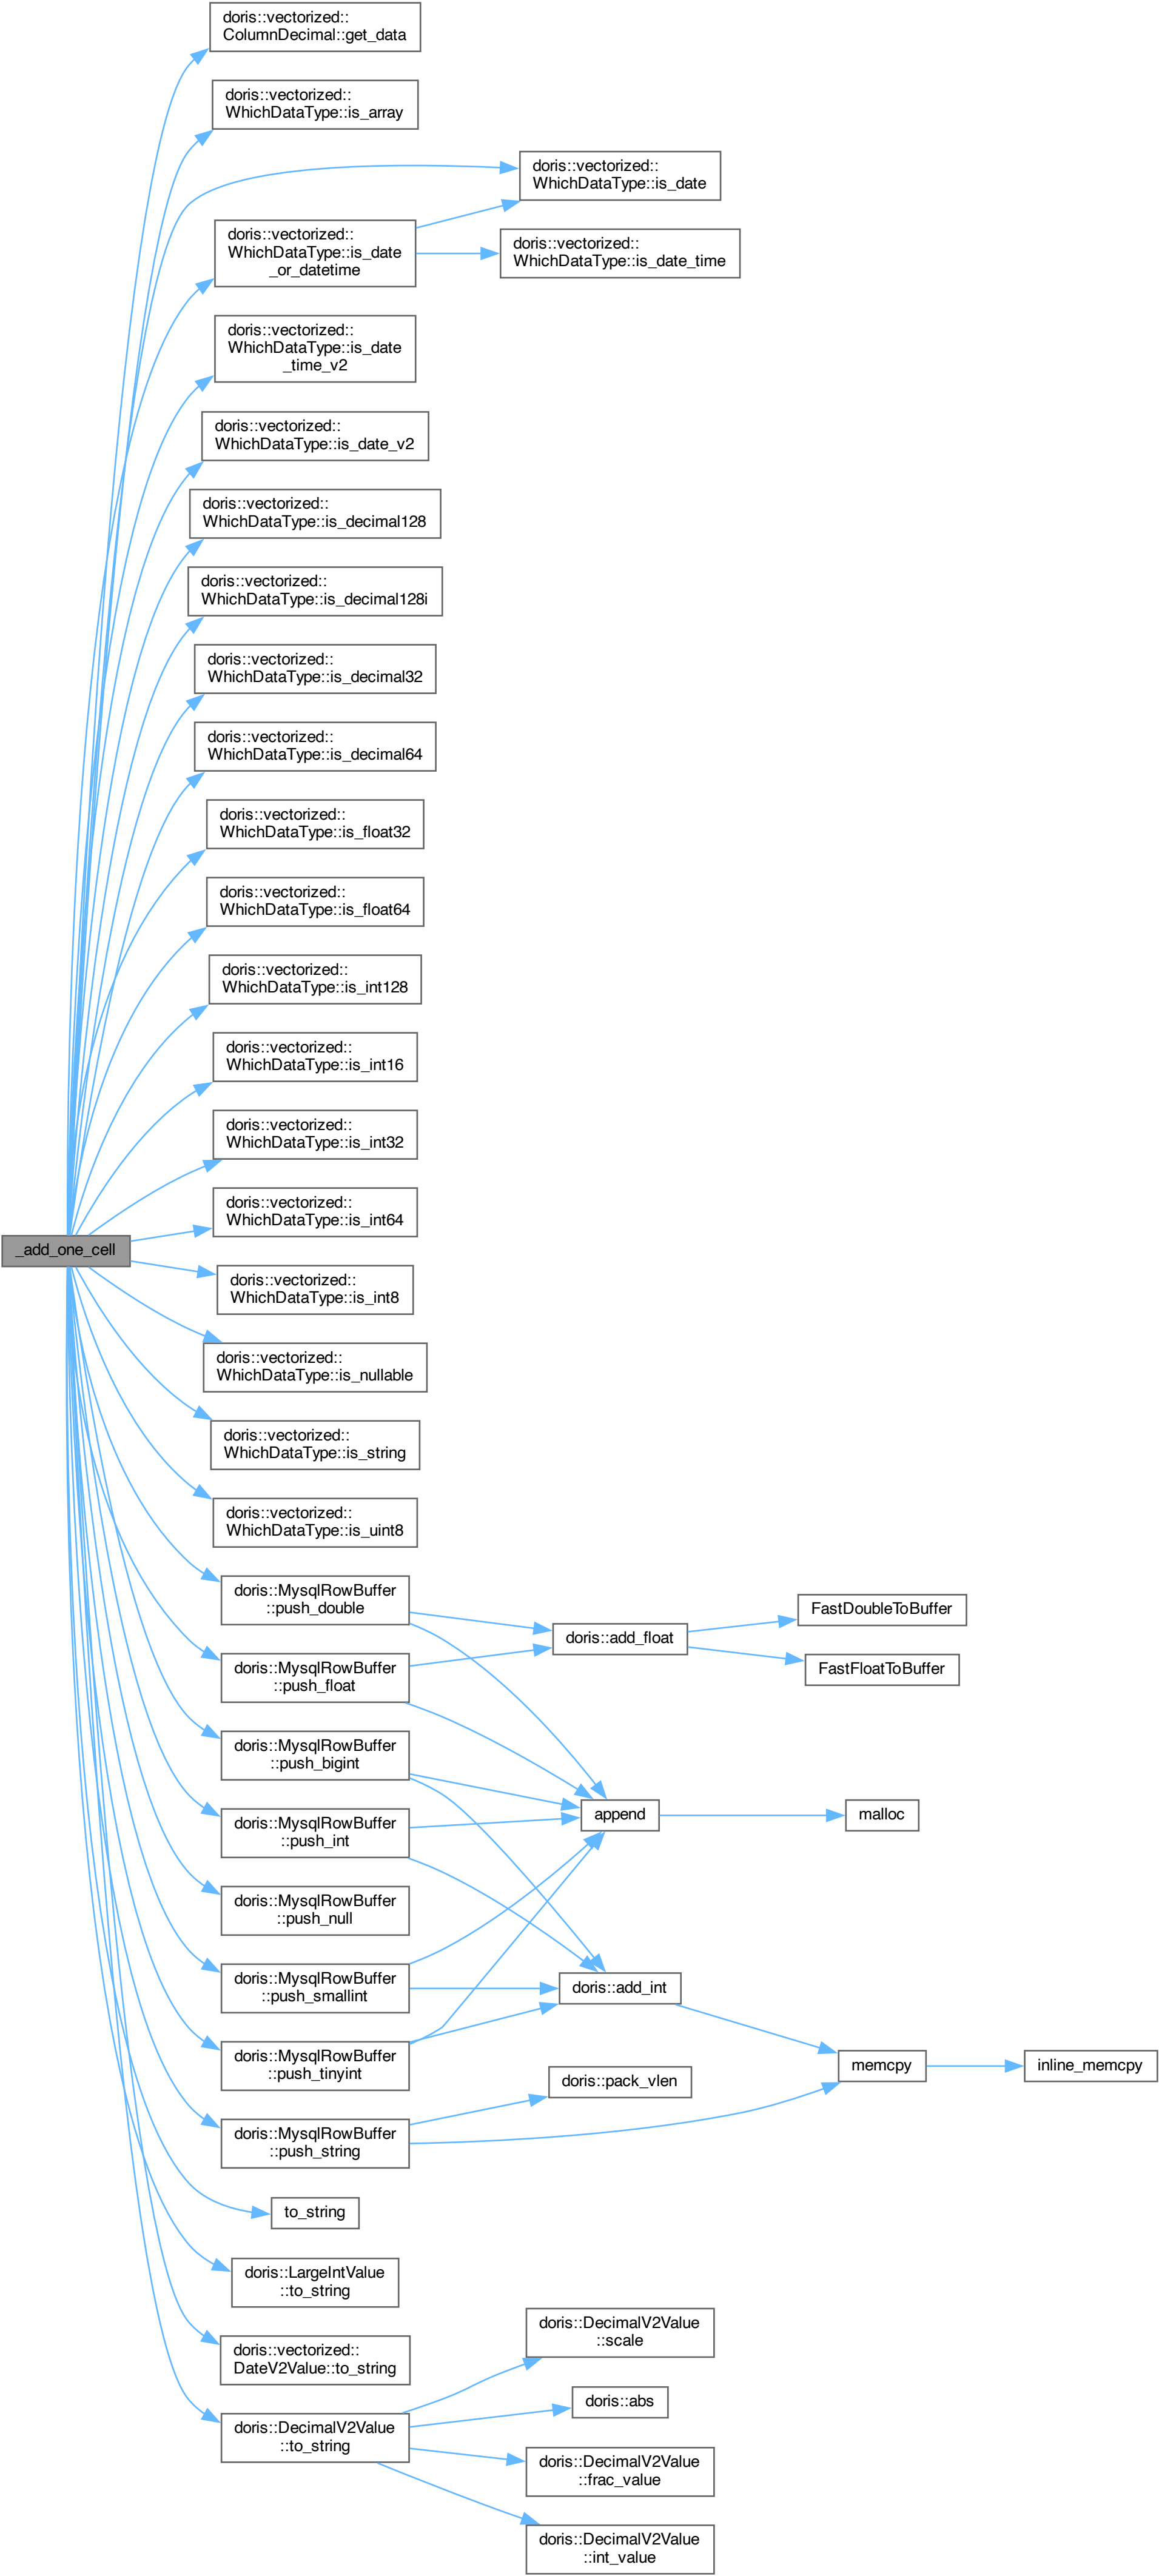 doris::vectorized::
ColumnDecimal::get_data
doris::vectorized::
WhichDataType::is_array
doris::vectorized::
WhichDataType::is_date
doris::vectorized::
WhichDataType::is_date
_or_datetime
doris::vectorized::
WhichDataType::is_date_time
doris::vectorized::
WhichDataType::is_date
_time_v2
doris::vectorized::
WhichDataType::is_date_v2
doris::vectorized::
WhichDataType::is_decimal128
doris::vectorized::
WhichDataType::is_decimal128i
doris::vectorized::
WhichDataType::is_decimal32
doris::vectorized::
WhichDataType::is_decimal64
doris::vectorized::
WhichDataType::is_float32
doris::vectorized::
WhichDataType::is_float64
doris::vectorized::
WhichDataType::is_int128
doris::vectorized::
WhichDataType::is_int16
doris::vectorized::
WhichDataType::is_int32
doris::vectorized::
WhichDataType::is_int64
_add_one_cell
doris::vectorized::
WhichDataType::is_int8
doris::vectorized::
WhichDataType::is_nullable
doris::vectorized::
WhichDataType::is_string
doris::vectorized::
WhichDataType::is_uint8
doris::MysqlRowBuffer
::push_double
FastDoubleToBuffer
doris::add_float
FastFloatToBuffer
doris::MysqlRowBuffer
::push_float
doris::MysqlRowBuffer
::push_bigint
append
malloc
doris::MysqlRowBuffer
::push_int
doris::MysqlRowBuffer
::push_null
doris::MysqlRowBuffer
::push_smallint
doris::add_int
doris::MysqlRowBuffer
::push_tinyint
memcpy
inline_memcpy
doris::pack_vlen
doris::MysqlRowBuffer
::push_string
to_string
doris::LargeIntValue
::to_string
doris::vectorized::
DateV2Value::to_string
doris::DecimalV2Value
::scale
doris::abs
doris::DecimalV2Value
::to_string
doris::DecimalV2Value
::frac_value
doris::DecimalV2Value
::int_value